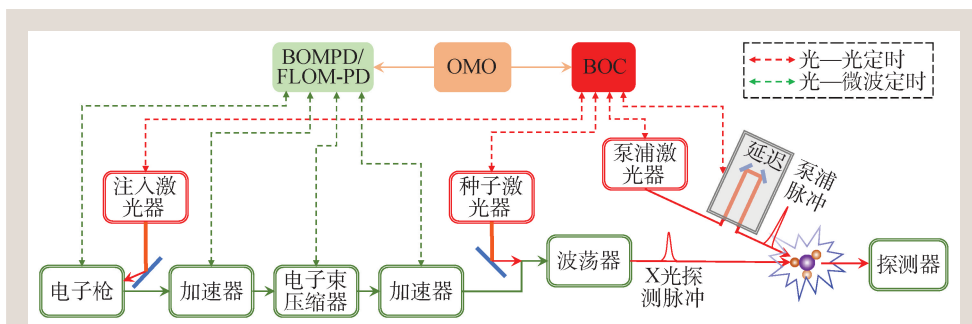 BOMPD/
FLOM-PD
OMO
BOC
光—光定时
光—微波定时
注入激
光器
种子激
光器
泵浦激
光器
延迟
泵浦
脉冲
电子枪
加速器
电子束
压缩器
加速器
波荡器
X光探
测脉冲
探测器